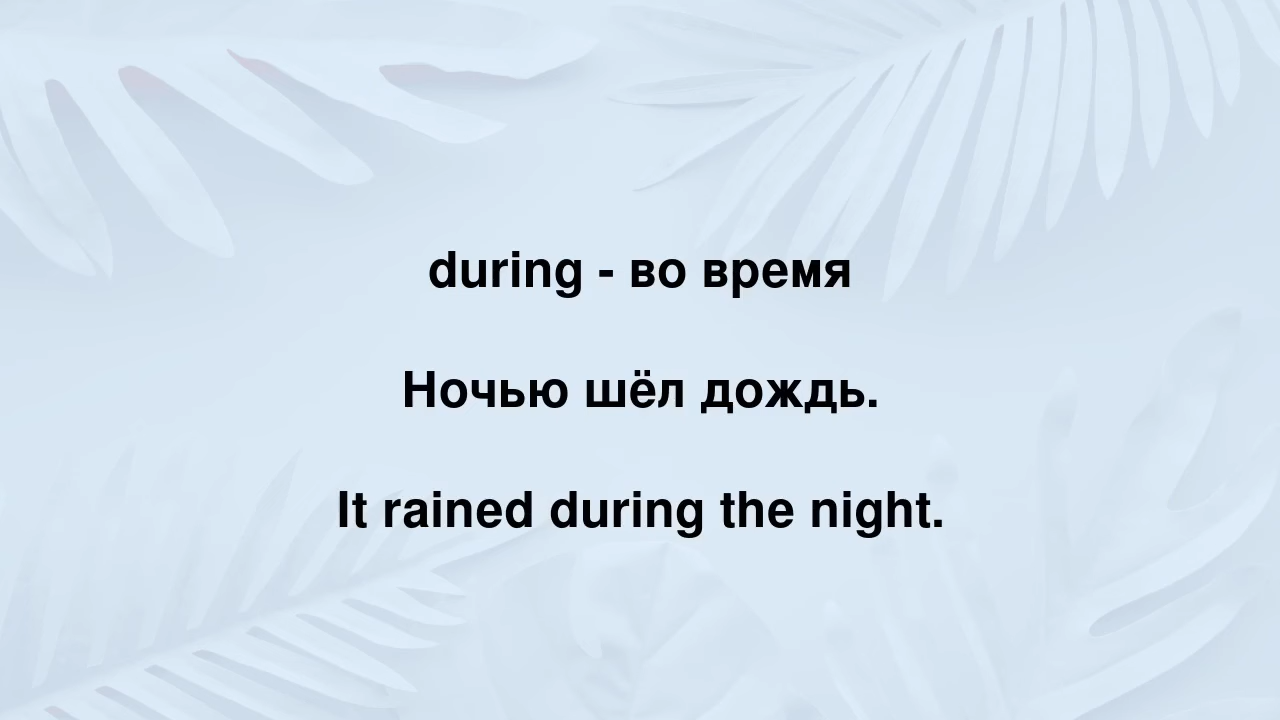 during - во время
Ночью шёл дождь.
It rained during the night.